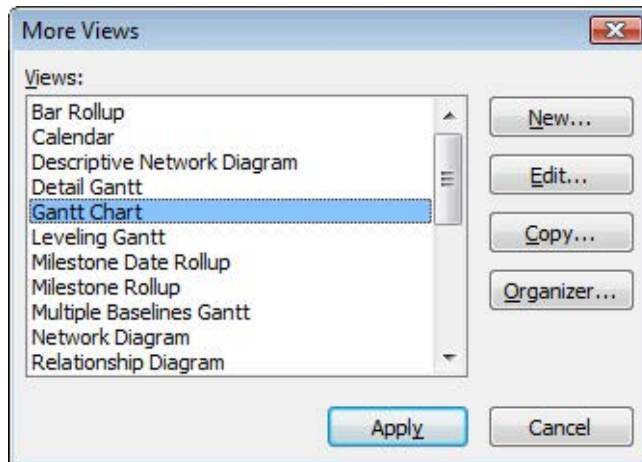 More Views
Views:
Bar Rollup
Calendar
Descriptive Network Diagram
Detail Gantt
Gantt Chart
Leveling Gantt
Milestone Date Rollup
Milestone Rollup
Multiple Baselines Gantt
Network Diagram
Relationship Diagram
New...
Edit...
Copy...
Organizer...
Apply
Cancel